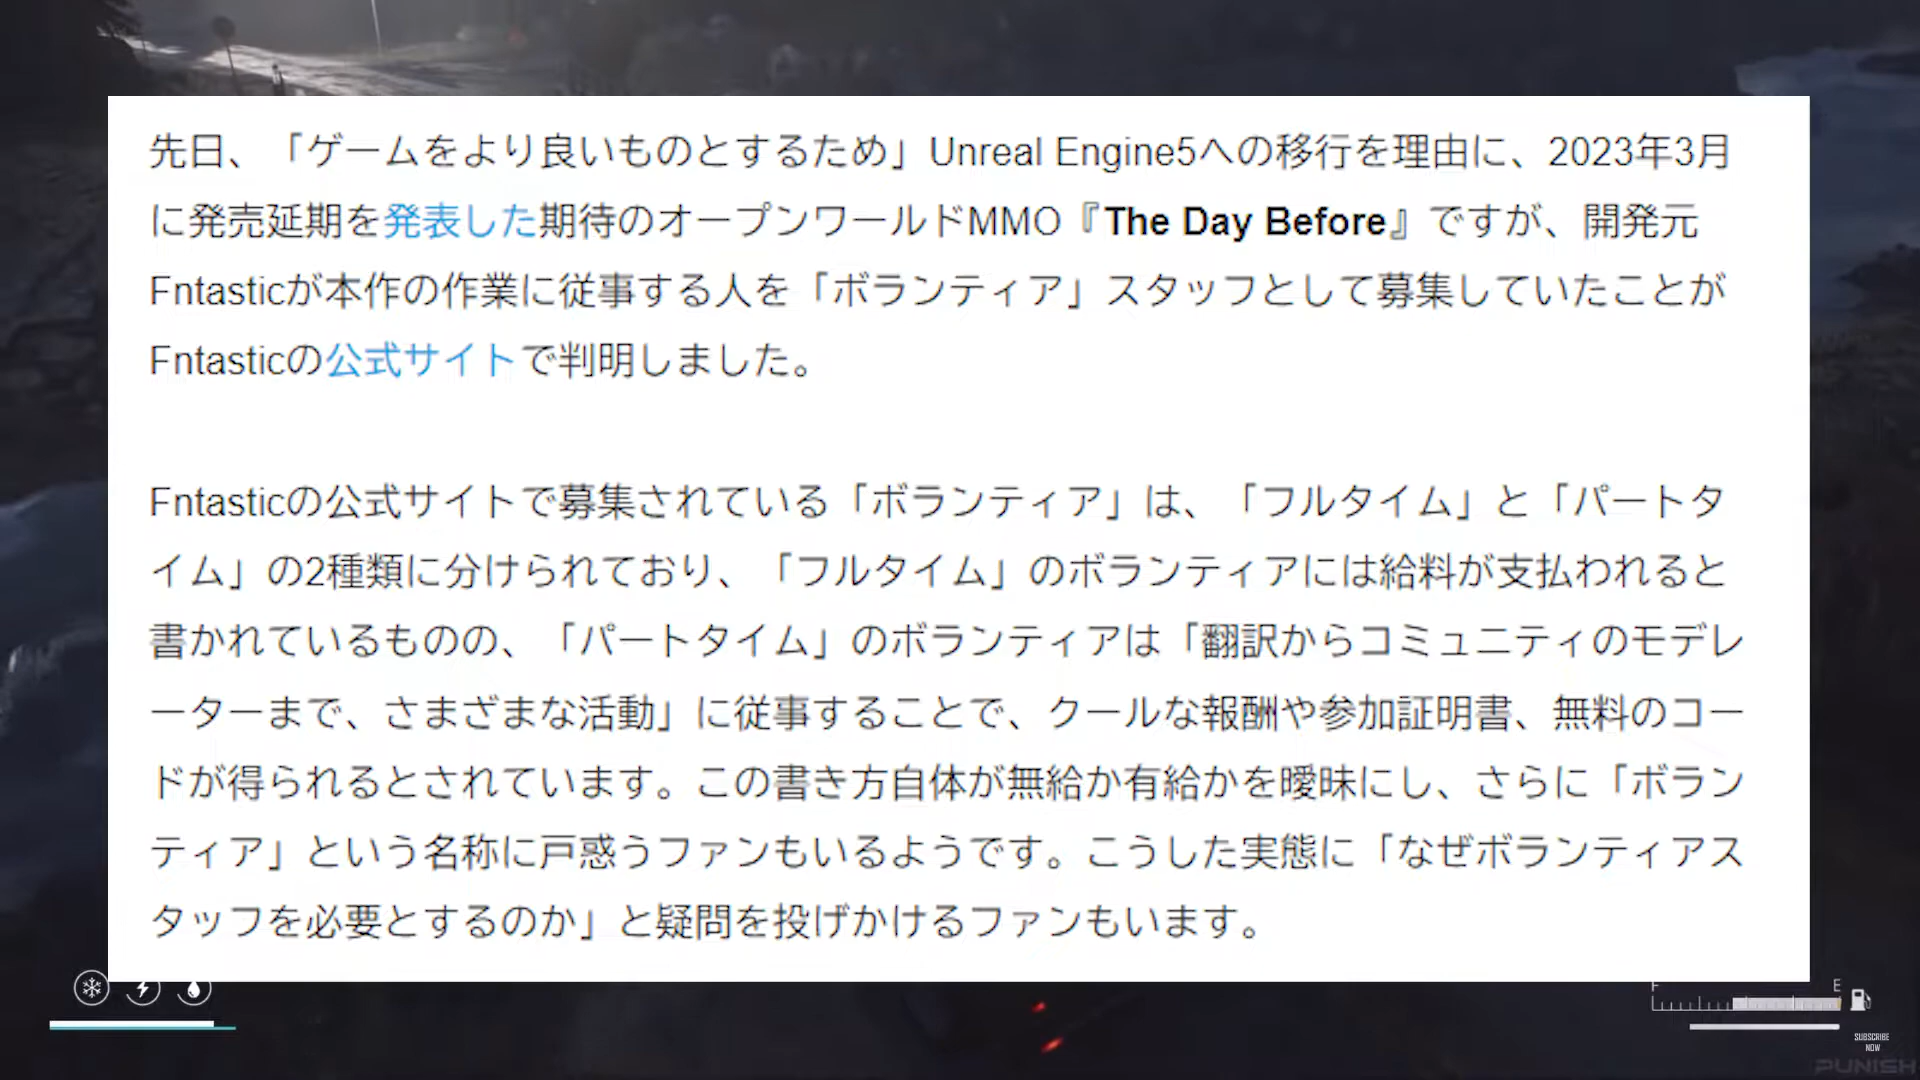 先日、「ゲームをより良いものとするため」Unreal Engine5への移行を理由に、2023年3月
に発売延期を発表した期待のオープンワールドMMO『The Day Before』ですが、開発元
Fntasticが本作の作業に従事する人を「ボランティア」スタッフとして募集していたことが
Fntasticの公式サイトで判明しました。
Fntasticの公式サイトで募集されている「ボランティア」は、「フルタイム」と「パートタ
イム」の2種類に分けられており、「フルタイム」のボランティアには給料が支払われると
書かれているものの、「パートタイム」のボランティアは「翻訳からコミュニティのモデレ
ーターまで、さまざまな活動」に従事することで、クールな報酬や参加証明書、無料のコー
ドが得られるとされています。この書き方自体が無給か有給かを曖昧にし、さらに「ボラン
ティア」という名称に戸惑うファンもいるようです。こうした実態に「なぜボランティアス
タッフを必要とするのか」と疑問を投げかけるファンもいます。
F E
SUBSCRIBE
NOW
PUNISH